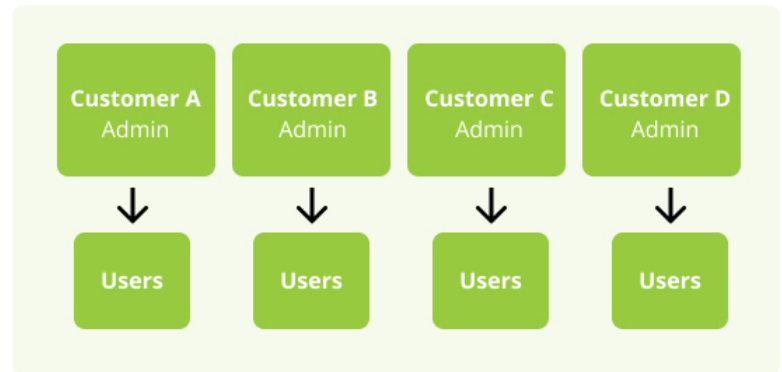 Customer A
Admin
Customer B
Admin
Customer C
Admin
Customer D
Admin
Users
Users
Users
Users